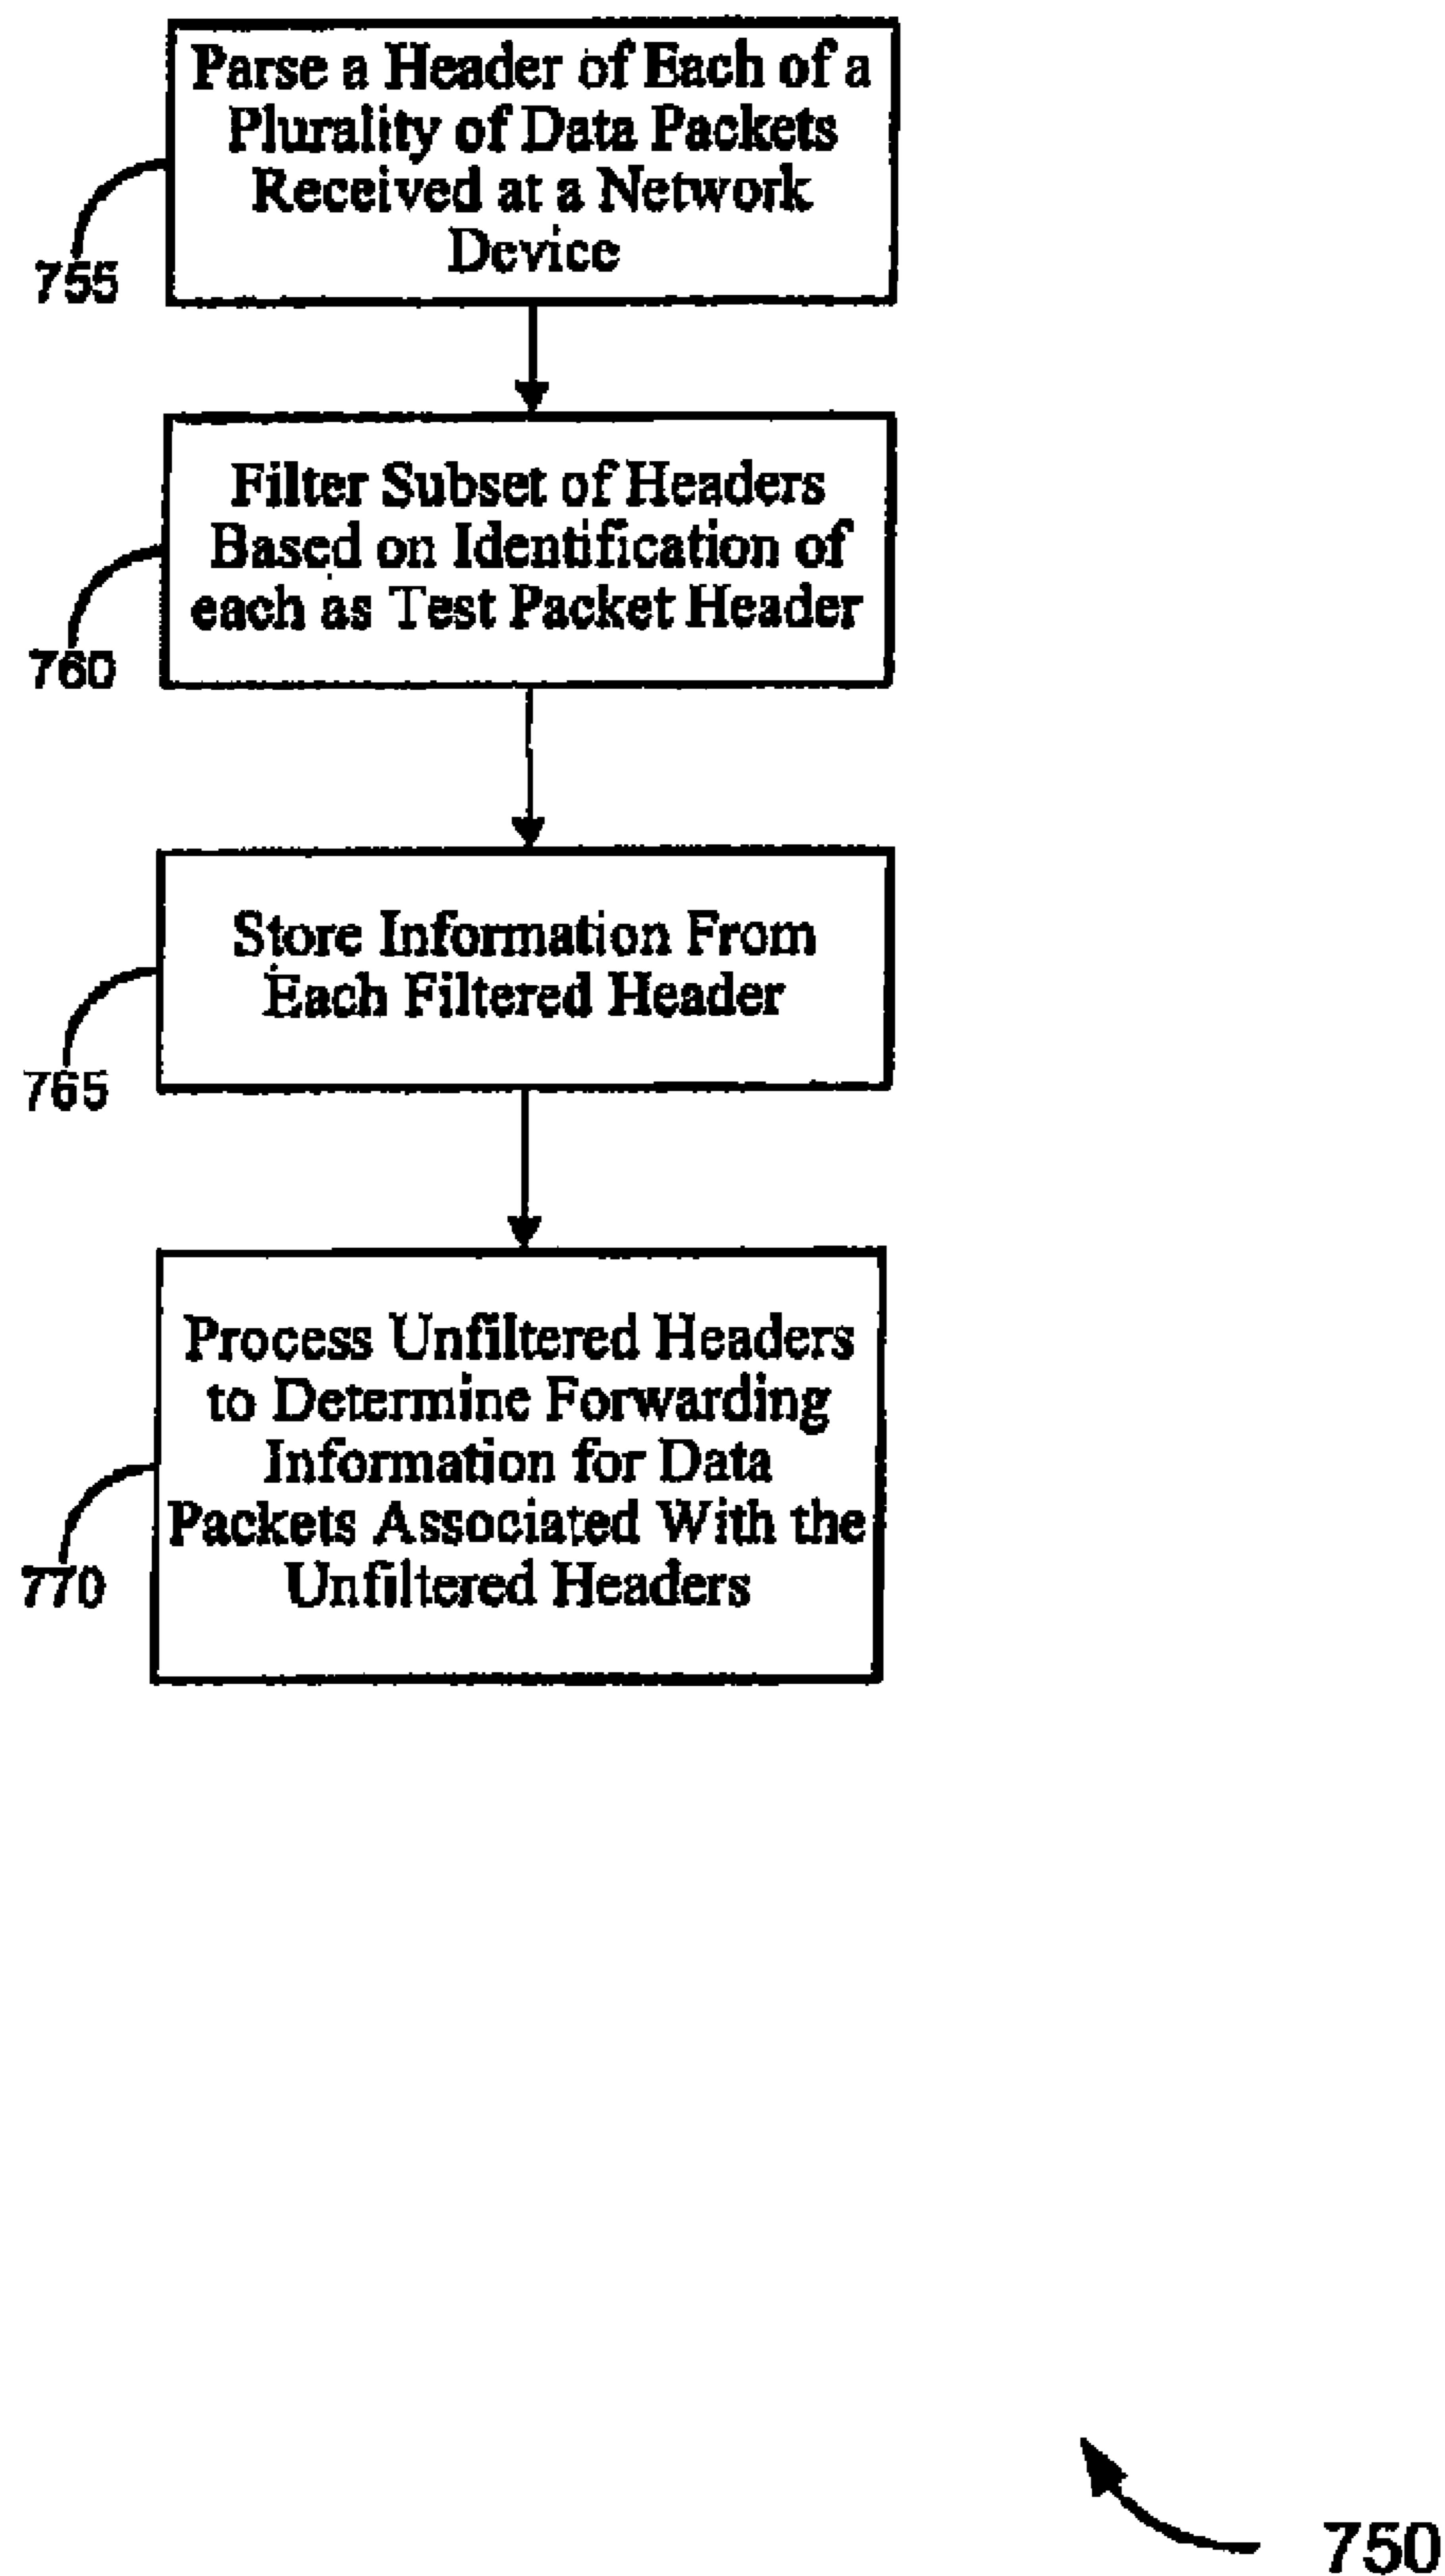 Parse a Header of Each of a
Plurality of Data Packets
Received at a Network
Device
755
Filter Subset of Headers
Based on Identification of
each as Test Packet Header
760
Store Information From
Each Filtered Header
765
Process Unfiltered Headers
to Determine Forwarding
Information for Data
Packets Associated With the
Unfiltered Headers
770
750